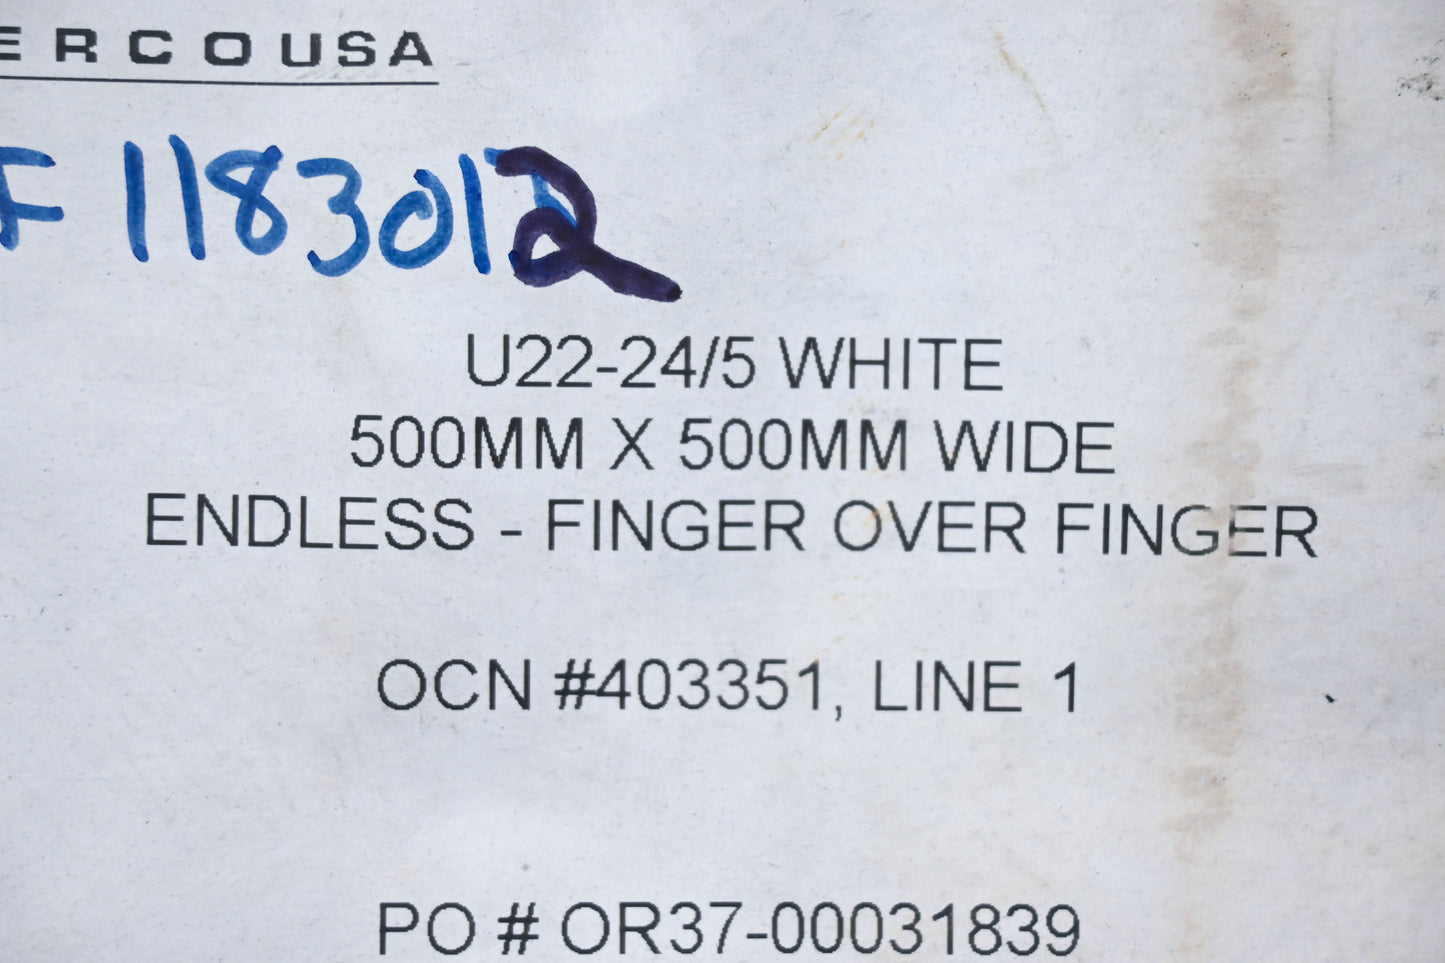 ERCOUSA
F 1183012
U22-24/5 WHITE
500MM X 500MM WIDE
ENDLESS - FINGER OVER FINGER
OCN #403351, LINE 1
PO # OR37-00031839